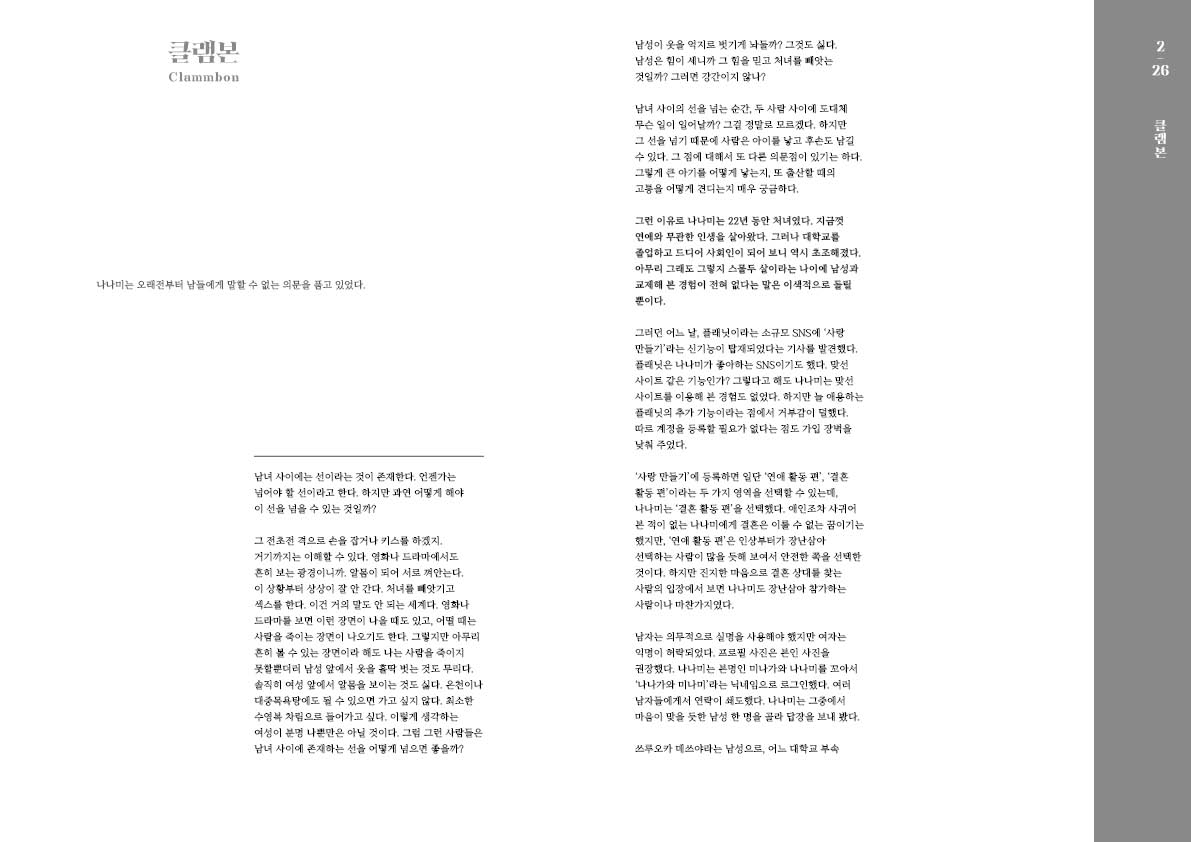 클램본
Clammbon
나나미는 오래전부터 남들에게 말할 수 없는 의문을 품고 있었다.
남녀 사이에는 선이라는 것이 존재한다. 언젠가는
넘어야 할 선이라고 한다. 하지만 과연 어떻게 해야
이 선을 넘을 수 있는 것일까?
그 전초전 격으로 손을 잡거나 키스를 하겠지.
거기까지는 이해할 수 있다. 영화나 드라마에서도
흔히 보는 광경이니까. 알몸이 되어 서로 껴안는다.
이 상황부터 상상이 잘 안 간다. 처녀를 빼앗기고
섹스를 한다. 이건 거의 말도 안 되는 세계다. 영화나
드라마를 보면 이런 장면이 나올 때도 있고, 어떨 때는
사람을 죽이는 장면이 나오기도 한다. 그렇지만 아무리
흔히 볼 수 있는 장면이라 해도 나는 사람을 죽이지
못할뿐더러 남성 앞에서 옷을 홀딱 벗는 것도 무리다.
솔직히 여성 앞에서 알몸을 보이는 것도 싫다. 온천이나
대중목욕탕에도 될 수 있으면 가고 싶지 않다. 최소한
수영복 차림으로 들어가고 싶다. 이렇게 생각하는
여성이 분명 나뿐만은 아닐 것이다. 그럼 그런 사람들은
남녀 사이에 존재하는 선을 어떻게 넘으면 좋을까?
남성이 옷을 억지로 벗기게 놔둘까? 그것도 싫다.
남성은 힘이 세니까 그 힘을 믿고 처녀를 빼앗는
것일까? 그러면 강간이지 않나?
남녀 사이의 선을 넘는 순간, 두 사람 사이에 도대체
무슨 일이 일어날까? 그걸 정말로 모르겠다. 하지만
그 선을 넘기 때문에 사람은 아이를 낳고 후손도 남길
수 있다. 그 점에 대해서 또 다른 의문점이 있기는 하다.
그렇게 큰 아기를 어떻게 낳는지, 또 출산할 때의
고통을 어떻게 견디는지 매우 궁금하다.
그런 이유로 나나미는 22년 동안 처녀였다. 지금껏
연애와 무관한 인생을 살아왔다. 그러나 대학교를
졸업하고 드디어 사회인이 되어 보니 역시 초조해졌다.
아무리 그래도 그렇지 스물두 살이라는 나이에 남성과
교제해 본 경험이 전혀 없다는 말은 이색적으로 들릴
뿐이다.
그러던 어느 날, 플래닛이라는 소규모 SNS에 ‘사랑
만들기’라는 신기능이 탑재되었다는 기사를 발견했다.
플래닛은 나나미가 좋아하는 SNS이기도 했다. 맞선
사이트 같은 기능인가? 그렇다고 해도 나나미는 맞선
사이트를 이용해 본 경험도 없었다. 하지만 늘 애용하는
플래닛의 추가 기능이라는 점에서 거부감이 덜했다.
따로 계정을 등록할 필요가 없다는 점도 가입 장벽을
낮춰 주었다.
‘사랑 만들기’에 등록하면 일단 ‘연애 활동 편’, ‘결혼
활동 편’이라는 두 가지 영역을 선택할 수 있는데,
나나미는 ‘결혼 활동 편’을 선택했다. 애인조차 사귀어
본 적이 없는 나나미에게 결혼은 이룰 수 없는 꿈이기는
했지만, ‘연애 활동 편’은 인상부터가 장난삼아
선택하는 사람이 많을 듯해 보여서 안전한 쪽을 선택한
것이다. 하지만 진지한 마음으로 결혼 상대를 찾는
사람의 입장에서 보면 나나미도 장난삼아 참가하는
사람이나 마찬가지였다.
남자는 의무적으로 실명을 사용해야 했지만 여자는
익명이 허락되었다. 프로필 사진은 본인 사진을
권장했다. 나나미는 본명인 미나가와 나나미를 꼬아서
‘나나가와 미나미’라는 닉네임으로 로그인했다. 여러
남자들에게서 연락이 쇄도했다. 나나미는 그중에서
마음이 맞을 듯한 남성 한 명을 골라 답장을 보내 봤다.
쓰루오카 데쓰야라는 남성으로, 어느 대학교 부속
2
–
26
클램본